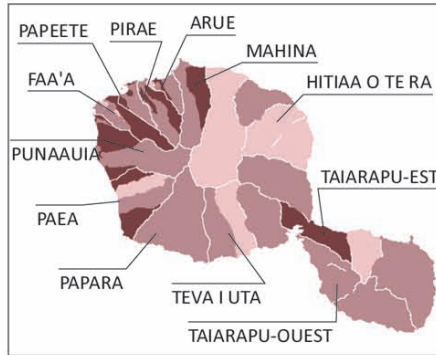 PIRAE
ARUE
PAPEETE
MAHINA
FAA'A
HITIAA O TE RA
PUNAAUIA
TAIARAPU-EST
PAEA
PAPARA
TEVA I UTA
TAIARAPU-OUEST